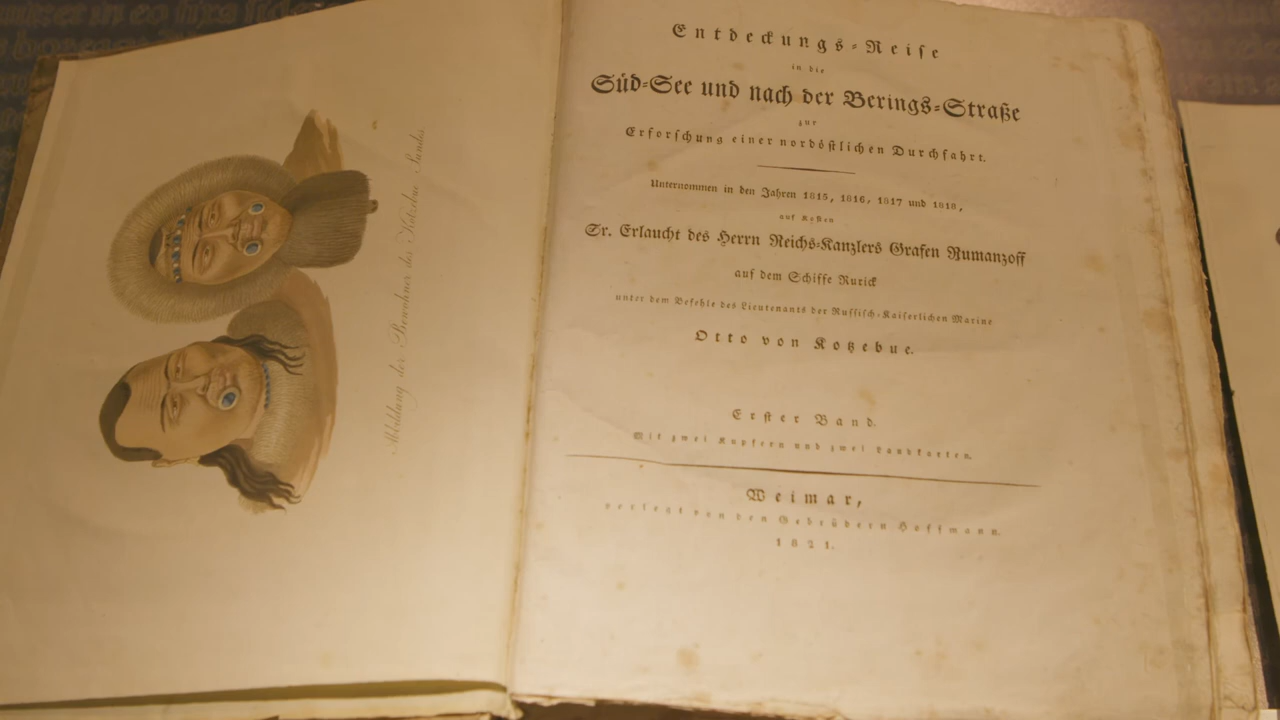 Abbildung der Bewohner des Kotzebue Sundes
Entdeckungs-Reise
in die
Süd-See und nach der Berings-Straße
zur
Erforschung einer nordöstlichen Durchfahrt.
Unternommen in den Jahren 1815, 1816, 1817 und 1818,
auf Kosten
Sr. Erlaucht des Herrn Reichs-Kanzlers Grafen Rumanzoff
auf dem Schiffe Rurick
unter dem Befehle des Lieutenants der Russisch-Kaiserlichen Marine
Otto von Kotzebue.
Erster Band.
Mit zwei Kupfern und zwei Landkarten.
Weimar,
verlegt von den Gebrüdern Hoffmann.
1821.